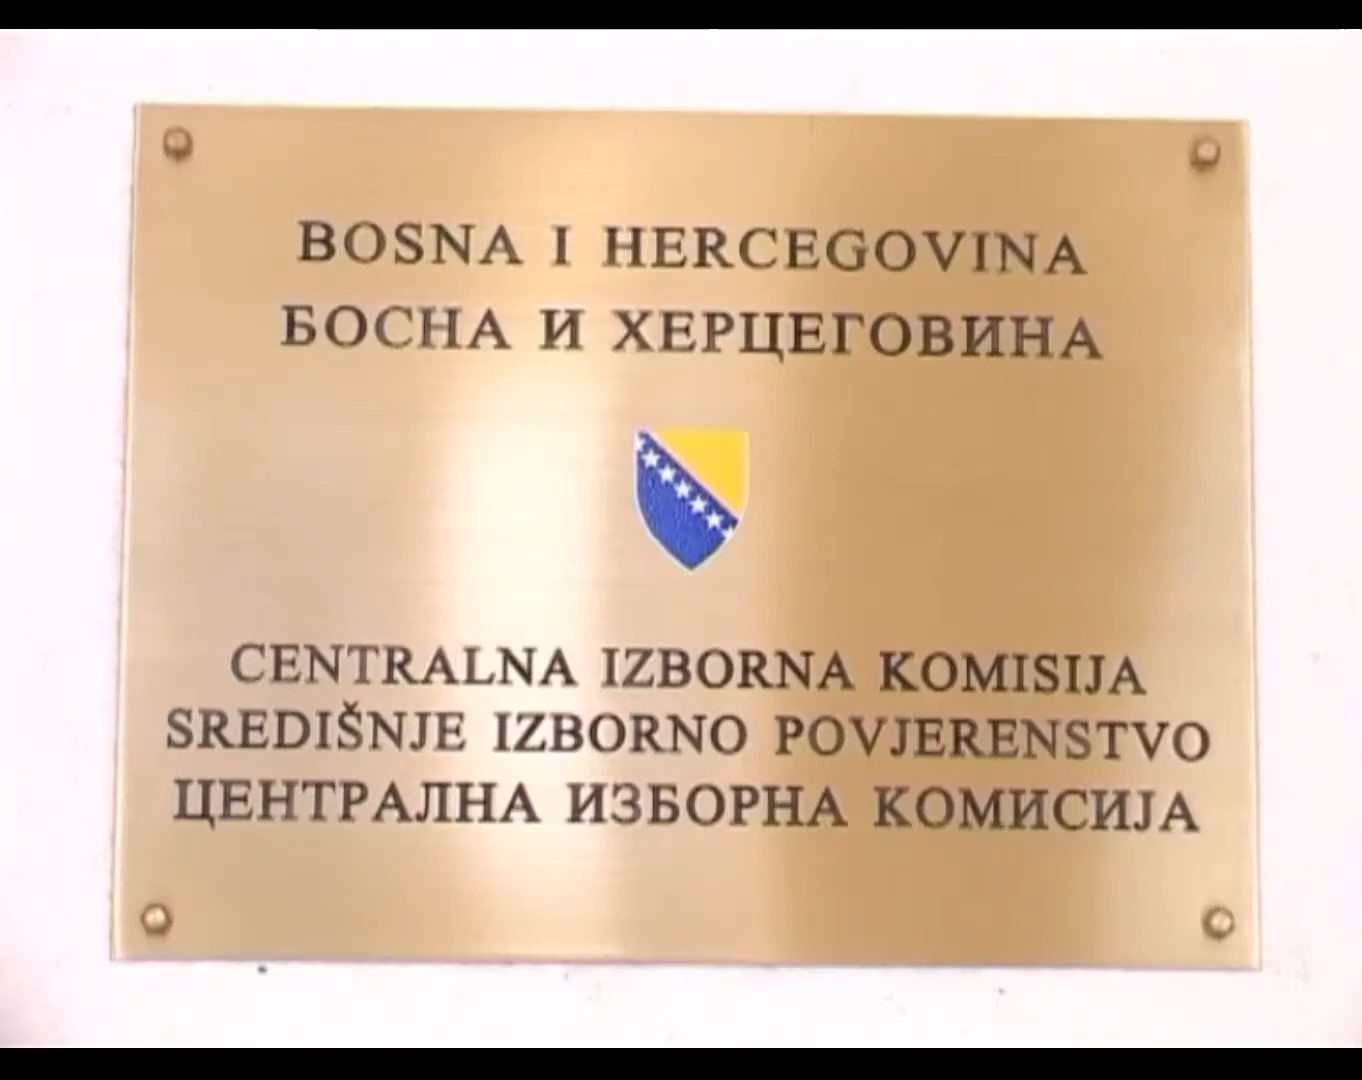 BOSNA I HERCEGOVINA
БОСНА И ХЕРЦЕГОВИНА
CENTRALNA IZBORNA KOMISIJA
SREDIŠNJE IZBORNO POVJERENSTVO
ЦЕНТРАЛНА ИЗБОРНА КОМИСИЈА